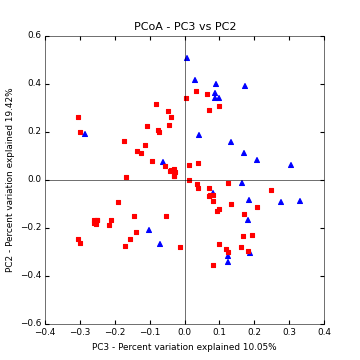 PCoA - PC3 vs PC2
0.6
0.4
0.2
0.0
−0.2
−0.4
−0.6
PC2 - Percent variation explained 19.42%
−0.4 −0.3 −0.2 −0.1 0.0 0.1 0.2 0.3 0.4
PC3 - Percent variation explained 10.05%